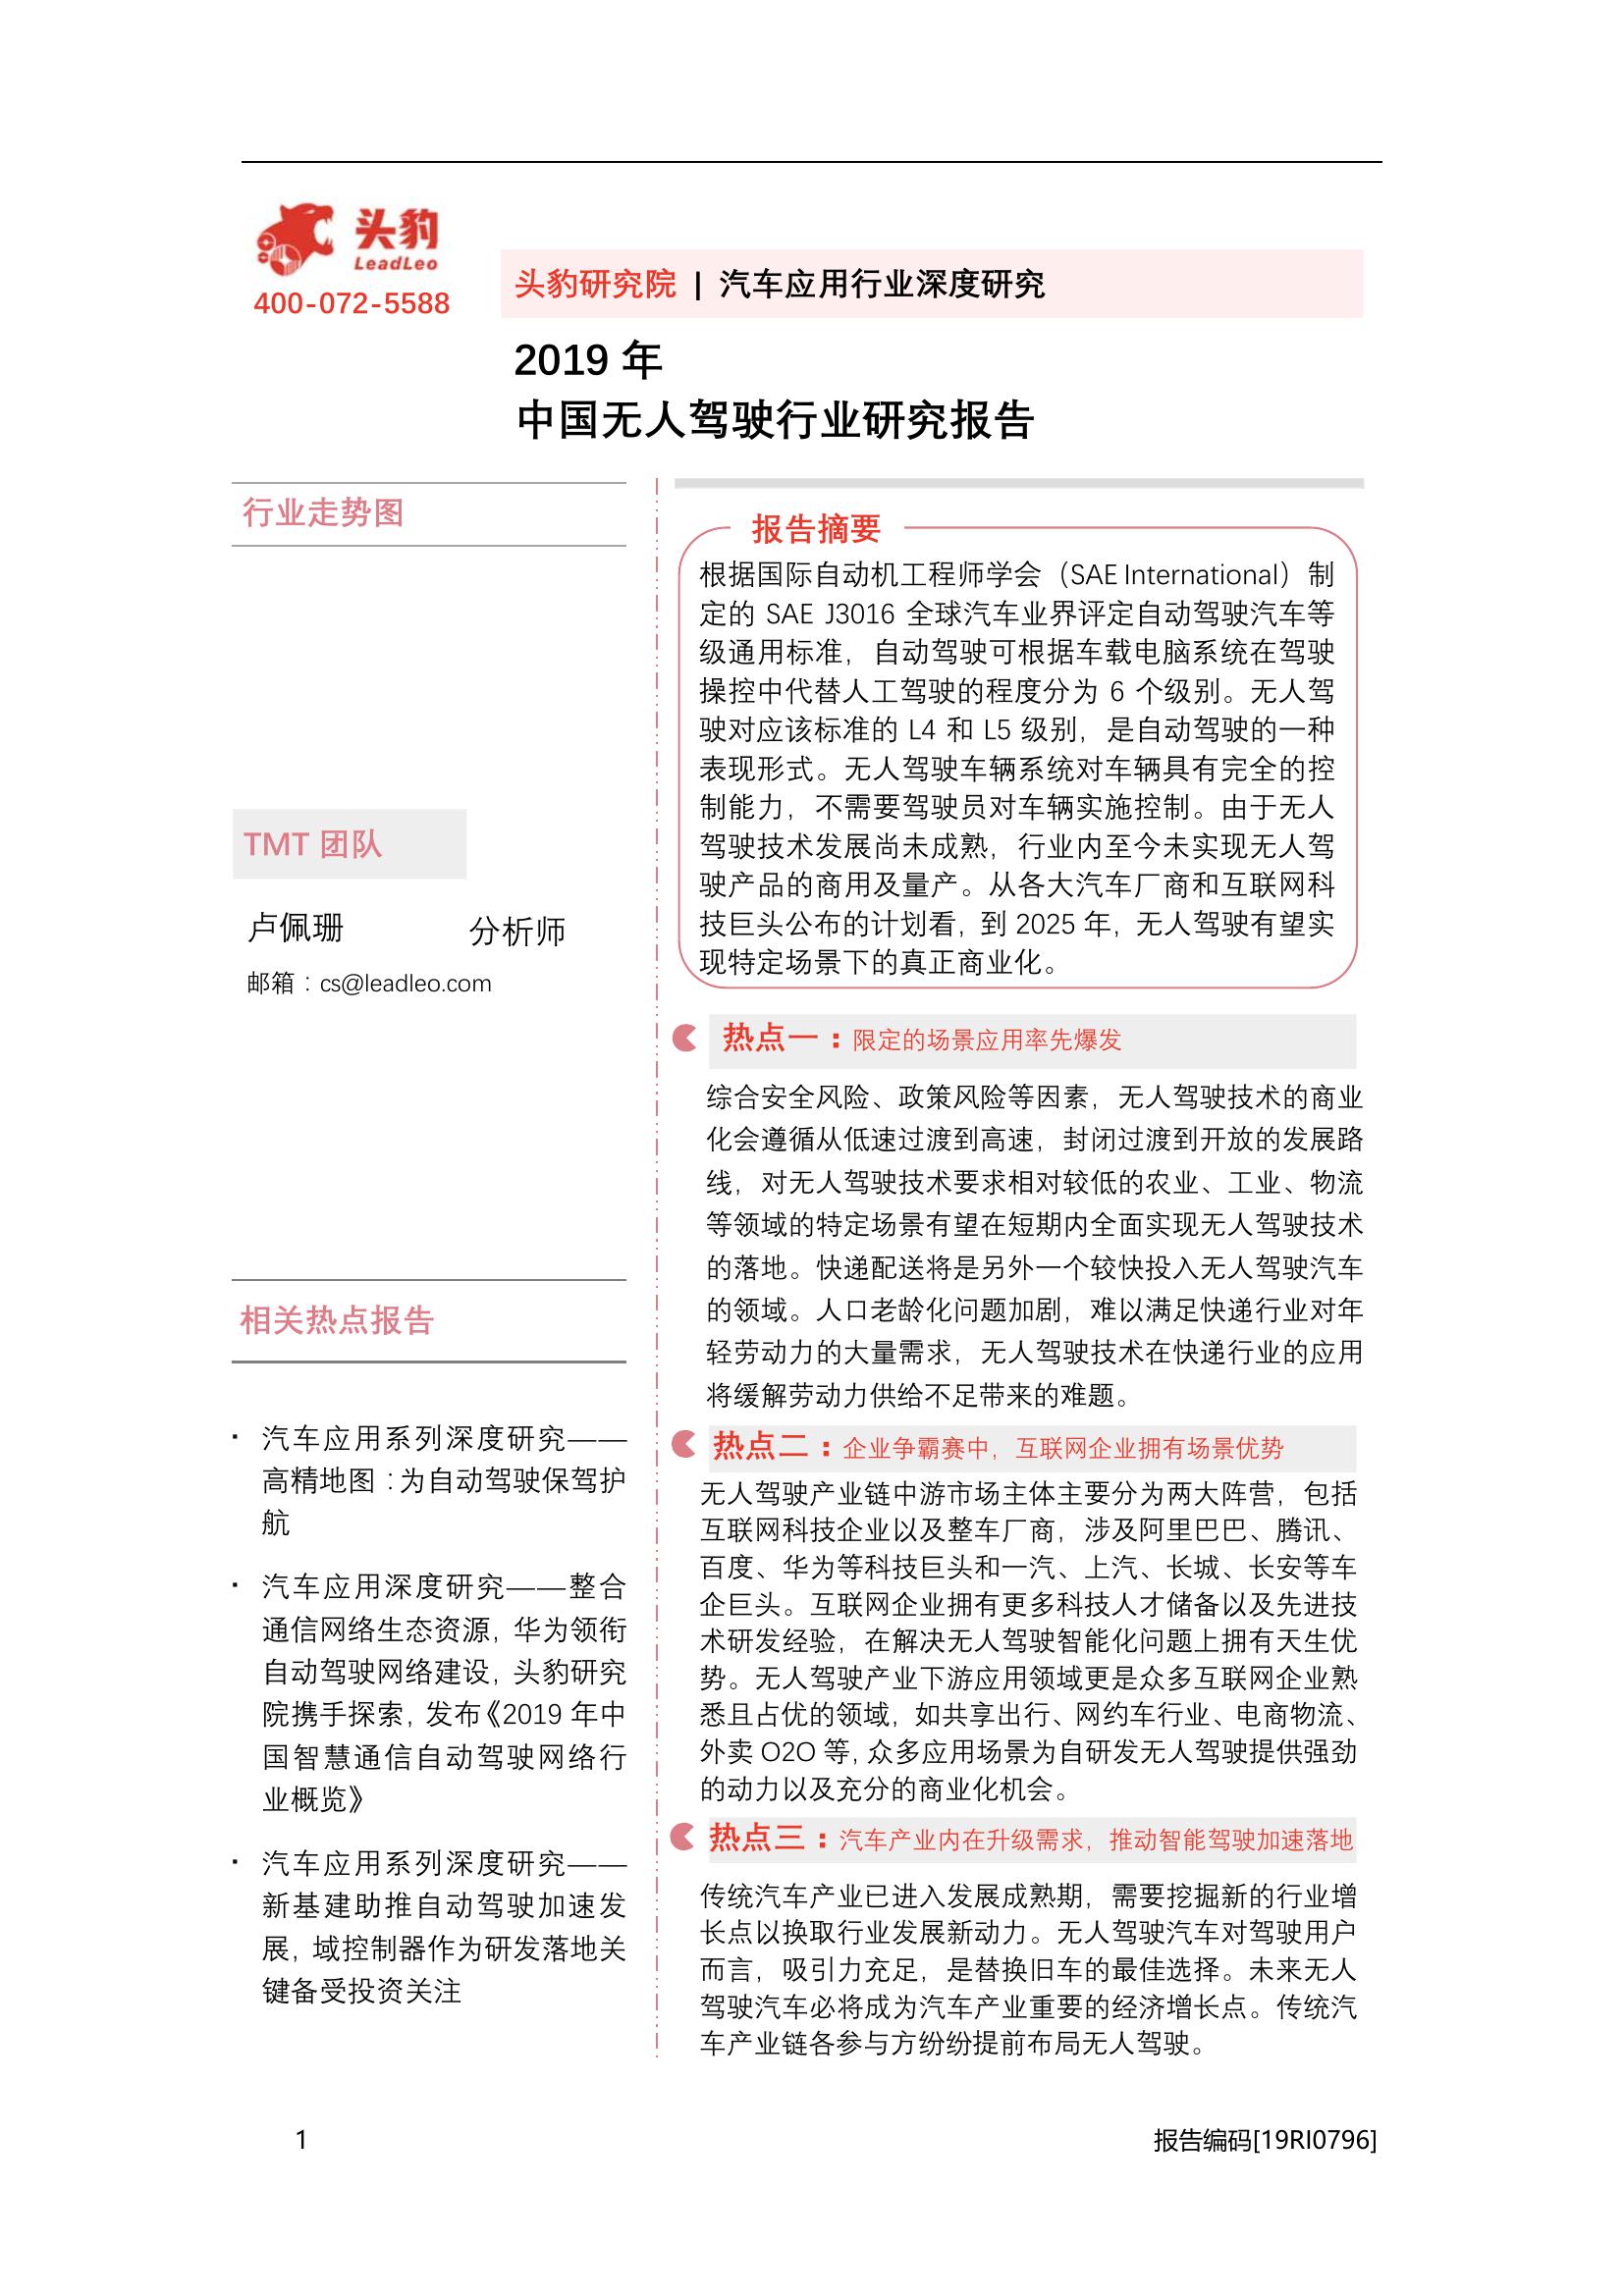 头豹
LeadLeo
400-072-5588
头豹研究院 | 汽车应用行业深度研究
2019 年
中国无人驾驶行业研究报告
行业走势图
TMT 团队
卢佩珊 分析师
邮箱：cs@leadleo.com
相关热点报告
· 汽车应用系列深度研究——
高精地图：为自动驾驶保驾护
航
· 汽车应用深度研究——整合
通信网络生态资源，华为领衔
自动驾驶网络建设，头豹研究
院携手探索，发布《2019 年中
国智慧通信自动驾驶网络行
业概览》
· 汽车应用系列深度研究——
新基建助推自动驾驶加速发
展，域控制器作为研发落地关
键备受投资关注
报告摘要
根据国际自动机工程师学会（SAE International）制
定的 SAE J3016 全球汽车业界评定自动驾驶汽车等
级通用标准，自动驾驶可根据车载电脑系统在驾驶
操控中代替人工驾驶的程度分为 6 个级别。无人驾
驶对应该标准的 L4 和 L5 级别，是自动驾驶的一种
表现形式。无人驾驶车辆系统对车辆具有完全的控
制能力，不需要驾驶员对车辆实施控制。由于无人
驾驶技术发展尚未成熟，行业内至今未实现无人驾
驶产品的商用及量产。从各大汽车厂商和互联网科
技巨头公布的计划看，到 2025 年，无人驾驶有望实
现特定场景下的真正商业化。
热点一：限定的场景应用率先爆发
综合安全风险、政策风险等因素，无人驾驶技术的商业
化会遵循从低速过渡到高速，封闭过渡到开放的发展路
线，对无人驾驶技术要求相对较低的农业、工业、物流
等领域的特定场景有望在短期内全面实现无人驾驶技术
的落地。快递配送将是另外一个较快投入无人驾驶汽车
的领域。人口老龄化问题加剧，难以满足快递行业对年
轻劳动力的大量需求，无人驾驶技术在快递行业的应用
将缓解劳动力供给不足带来的难题。
热点二：企业争霸赛中，互联网企业拥有场景优势
无人驾驶产业链中游市场主体主要分为两大阵营，包括
互联网科技企业以及整车厂商，涉及阿里巴巴、腾讯、
百度、华为等科技巨头和一汽、上汽、长城、长安等车
企巨头。互联网企业拥有更多科技人才储备以及先进技
术研发经验，在解决无人驾驶智能化问题上拥有天生优
势。无人驾驶产业下游应用领域更是众多互联网企业熟
悉且占优的领域，如共享出行、网约车行业、电商物流、
外卖 O2O 等，众多应用场景为自研发无人驾驶提供强劲
的动力以及充分的商业化机会。
热点三：汽车产业内在升级需求，推动智能驾驶加速落地
传统汽车产业已进入发展成熟期，需要挖掘新的行业增
长点以换取行业发展新动力。无人驾驶汽车对驾驶用户
而言，吸引力充足，是替换旧车的最佳选择。未来无人
驾驶汽车必将成为汽车产业重要的经济增长点。传统汽
车产业链各参与方纷纷提前布局无人驾驶。
1 报告编码[19RI0796]